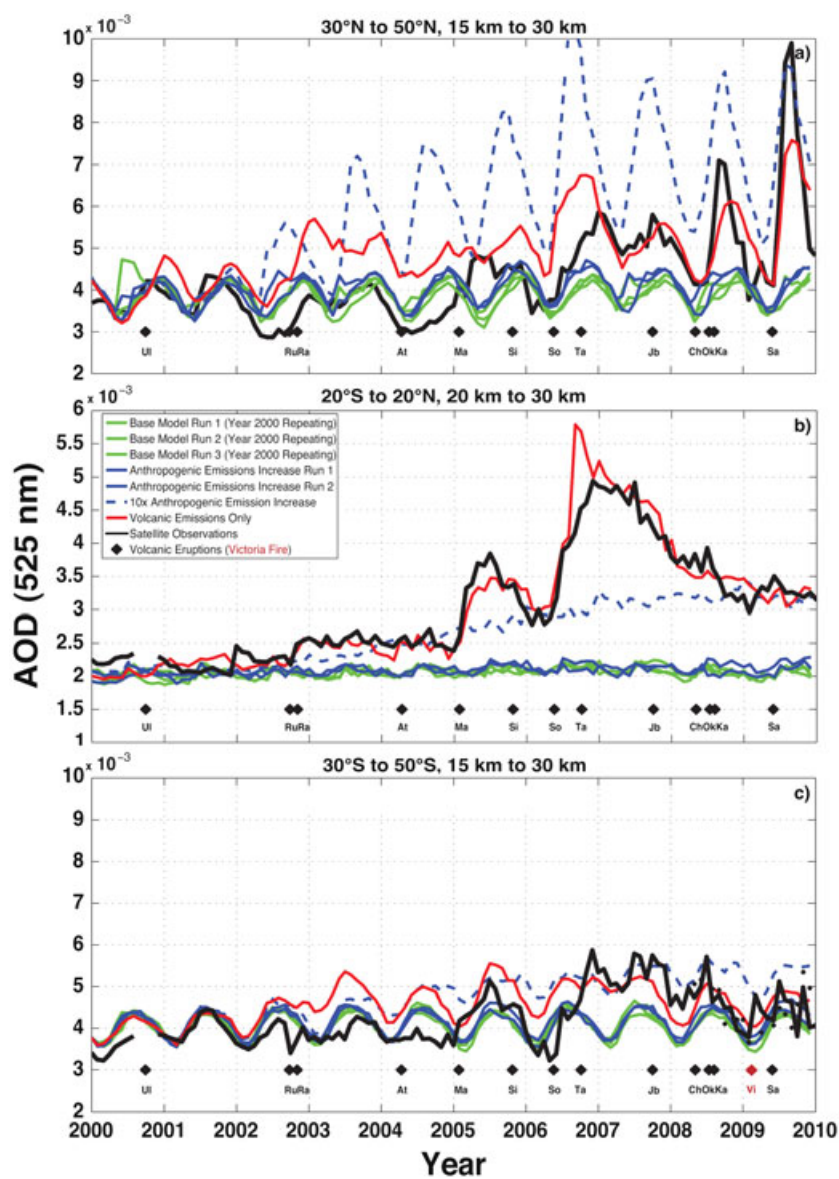 30°N to 50°N, 15 km to 30 km
x 10⁻³
a)
10
9
8
7
6
5
4
3
2
Ul RuRa At Ma Si So Ta Jb ChOkKa Sa
20°S to 20°N, 20 km to 30 km
x 10⁻³
b)
6
5.5
5
4.5
4
3.5
3
2.5
2
1.5
1
Base Model Run 1 (Year 2000 Repeating)
Base Model Run 2 (Year 2000 Repeating)
Base Model Run 3 (Year 2000 Repeating)
Anthropogenic Emissions Increase Run 1
Anthropogenic Emissions Increase Run 2
10x Anthropogenic Emission Increase
Volcanic Emissions Only
Satellite Observations
Volcanic Eruptions (Victoria Fire)
Ul RuRa At Ma Si So Ta Jb ChOkKa Sa
AOD (525 nm)
30°S to 50°S, 15 km to 30 km
x 10⁻³
c)
10
9
8
7
6
5
4
3
2
Ul RuRa At Ma Si So Ta Jb ChOkKa Vi Sa
2000 2001 2002 2003 2004 2005 2006 2007 2008 2009 2010
Year